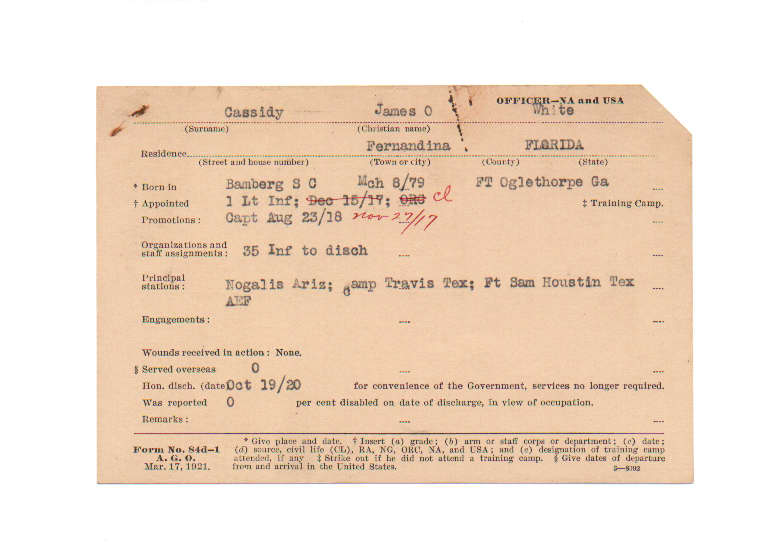 OFFICER—NA and USA
Cassidy James O White
(Surname) (Christian name)
Fernandina FLORIDA
Residence
(Street and house number) (Town or city) (County) (State)
* Born in Bamberg S C Mch 8/79 FT Oglethorpe Ga
† Appointed 1 Lt Inf; Dec 15/17; ORC Cl ‡ Training Camp.
Promotions: Capt Aug 23/18 nov 27/17
Organizations and
staff assignments: 35 Inf to disch
Principal
stations: Nogalis Ariz; Camp Travis Tex; Ft Sam Houstin Tex
AEF
Engagements:
Wounds received in action: None.
§ Served overseas 0
Hon. disch. (date) Oct 19/20 for convenience of the Government, services no longer required.
Was reported 0 per cent disabled on date of discharge, in view of occupation.
Remarks:
Form No. 84d—1
A. G. O.
Mar. 17, 1921.
* Give place and date. † Insert (a) grade; (b) arm or staff corps or department; (c) date;
(d) source, civil life (CL), RA, NG, ORC, NA, and USA; and (e) designation of training camp
attended, if any ‡ Strike out if he did not attend a training camp. § Give dates of departure
from and arrival in the United States.